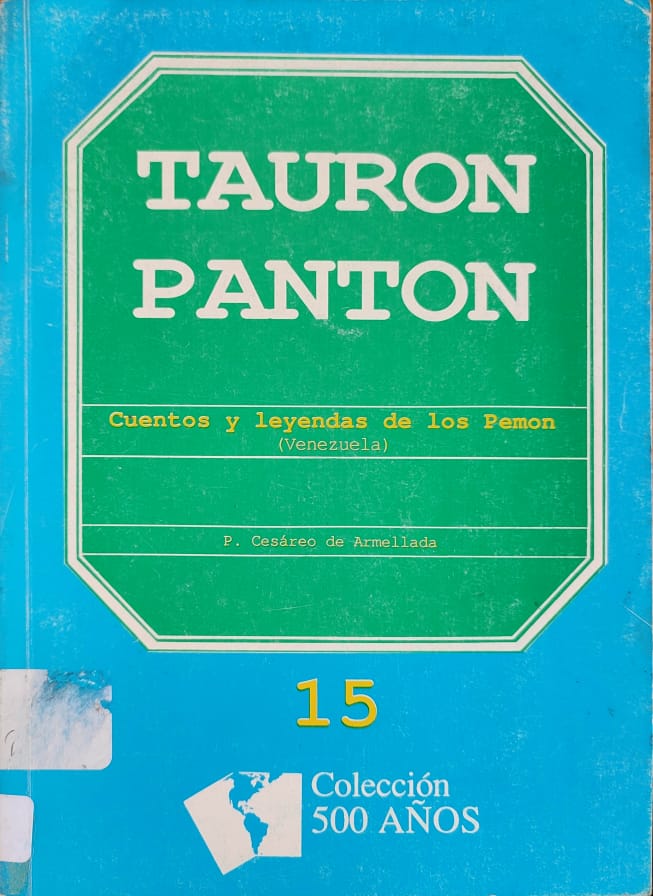 TAURON
PANTON
Cuentos y leyendas de los Pemon
(Venezuela)
P. Cesáreo de Armellada
15
Colección
500 AÑOS